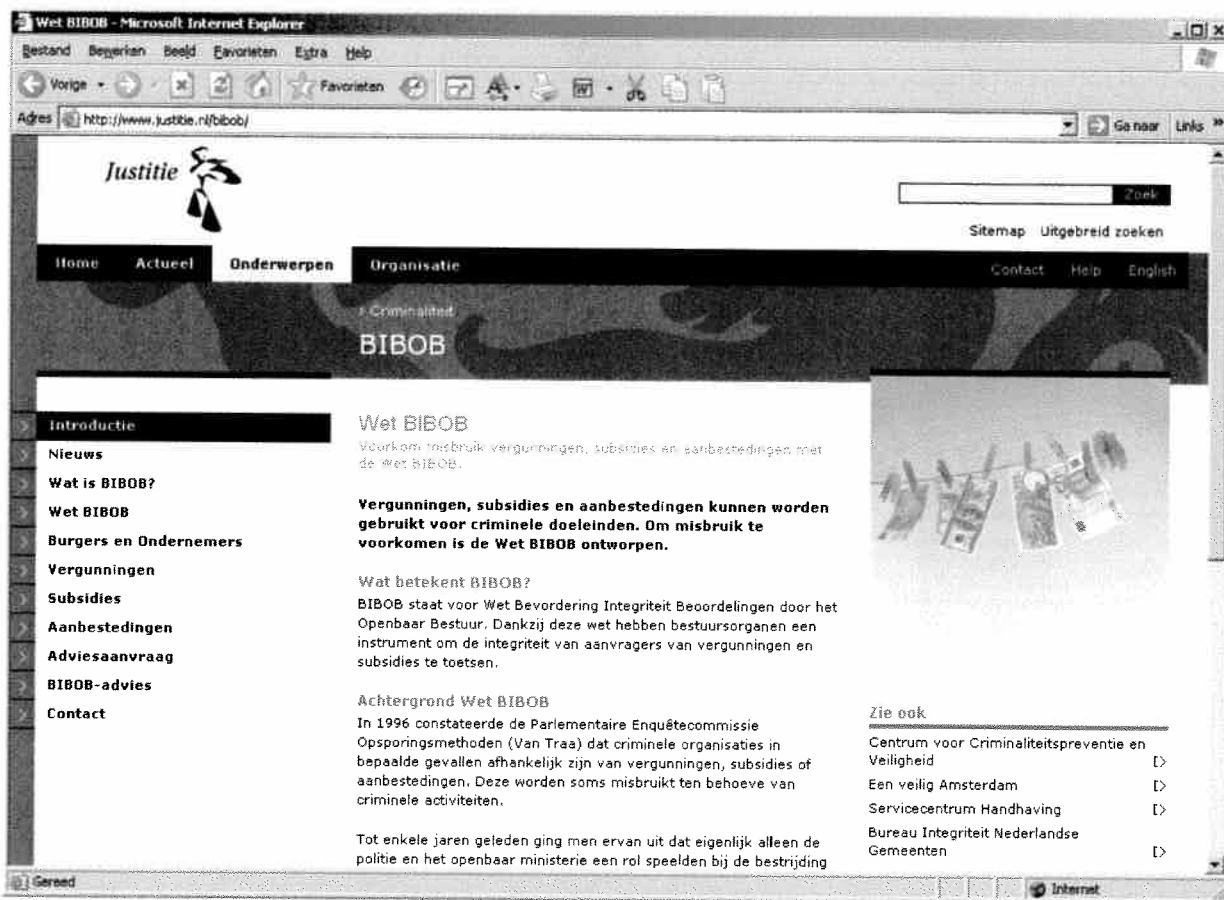 Wet BIBOB - Microsoft Internet Explorer
Bestand Bewerken Beeld Favorieten Extra Help
Vorige Favorieten
Adres http://www.justitie.nl/bibob/ Ga naar Links »
Justitie
Zoek
Sitemap Uitgebreid zoeken
Home Actueel Onderwerpen Organisatie Contact Help English
› Criminaliteit
BIBOB
Introductie
Nieuws
Wat is BIBOB?
Wet BIBOB
Burgers en Ondernemers
Vergunningen
Subsidies
Aanbestedingen
Adviesaanvraag
BIBOB-advies
Contact
Wet BIBOB
Voorkom misbruik vergunningen, subsidies en aanbestedingen met
de Wet BIBOB.
Vergunningen, subsidies en aanbestedingen kunnen worden
gebruikt voor criminele doeleinden. Om misbruik te
voorkomen is de Wet BIBOB ontworpen.
Wat betekent BIBOB?
BIBOB staat voor Wet Bevordering Integriteit Beoordelingen door het
Openbaar Bestuur. Dankzij deze wet hebben bestuursorganen een
instrument om de integriteit van aanvragers van vergunningen en
subsidies te toetsen.
Achtergrond Wet BIBOB
In 1996 constateerde de Parlementaire Enquêtecommissie
Opsporingsmethoden (Van Traa) dat criminele organisaties in
bepaalde gevallen afhankelijk zijn van vergunningen, subsidies of
aanbestedingen. Deze worden soms misbruikt ten behoeve van
criminele activiteiten.
Tot enkele jaren geleden ging men ervan uit dat eigenlijk alleen de
politie en het openbaar ministerie een rol speelden bij de bestrijding
Zie ook
Centrum voor Criminaliteitspreventie en
Veiligheid
Een veilig Amsterdam
Servicecentrum Handhaving
Bureau Integriteit Nederlandse
Gemeenten
Gereed Internet